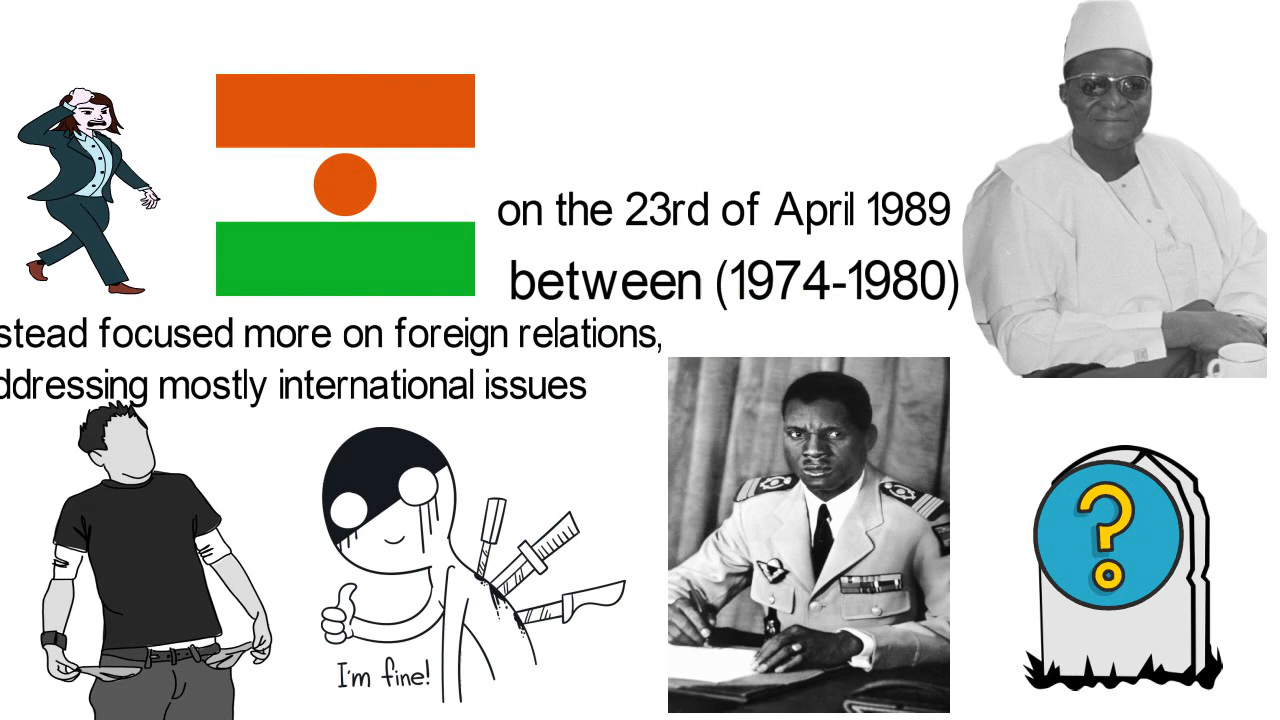 on the 23rd of April 1989
between (1974-1980)
stead focused more on foreign relations,
ddressing mostly international issues
I'm fine!
?